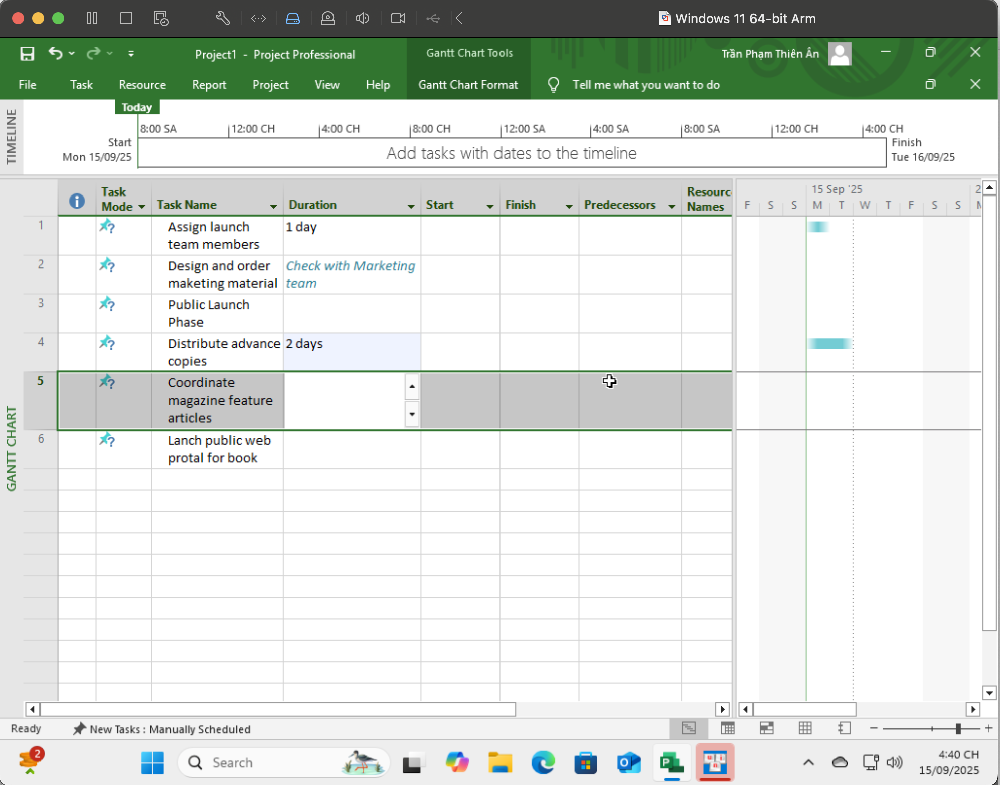 Windows 11 64-bit Arm
Project1 - Project Professional
Gantt Chart Tools
Trần Phạm Thiên Ân
File Task Resource Report Project View Help Gantt Chart Format Tell me what you want to do
TIMELINE
Today
8:00 SA 12:00 CH 4:00 CH 8:00 CH 12:00 SA 4:00 SA 8:00 SA 12:00 CH 4:00 CH
Start
Mon 15/09/25
Add tasks with dates to the timeline
Finish
Tue 16/09/25
GANTT CHART
Task
Mode
Task Name
Duration
Start
Finish
Predecessors
Resourc
Names
15 Sep '25
2
F S S M T W T F S S M
1
Assign launch
team members
1 day
2
Design and order
maketing material
Check with Marketing
team
3
Public Launch
Phase
4
Distribute advance
copies
2 days
5
Coordinate
magazine feature
articles
6
Lanch public web
protal for book
Ready
New Tasks : Manually Scheduled
2
Search
4:40 CH
15/09/2025